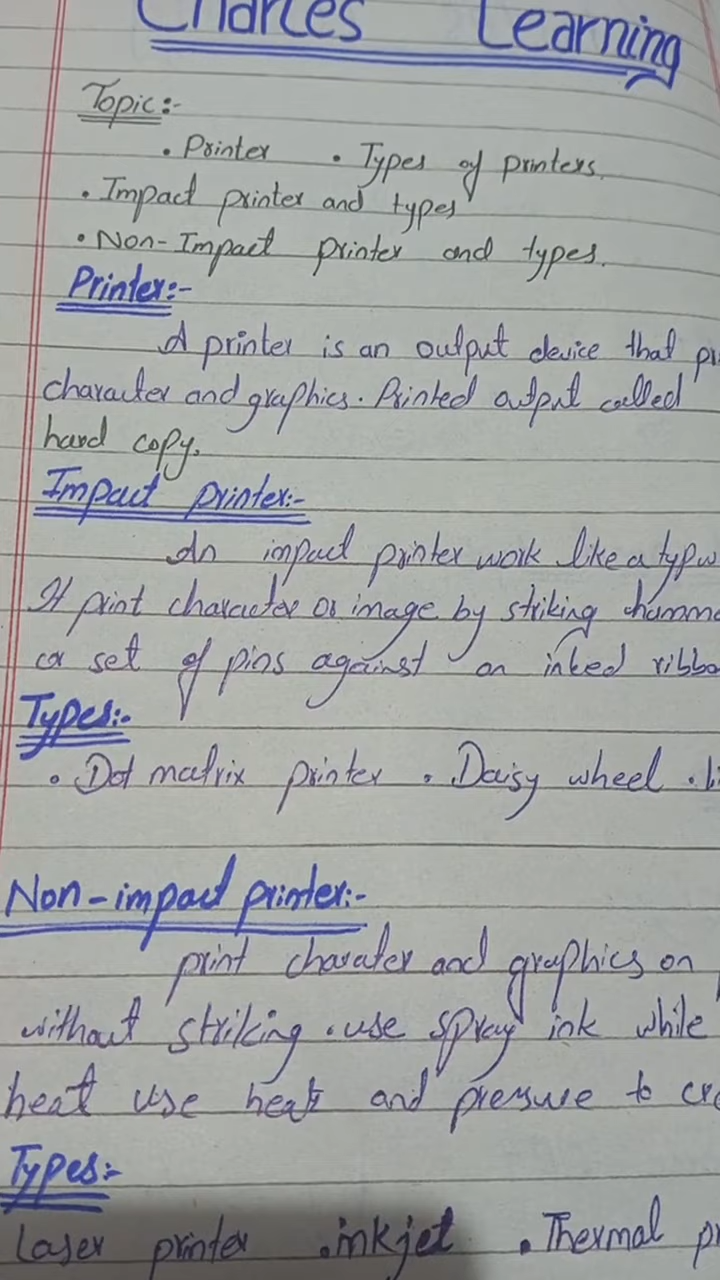 Charles Learning
Topic:-
• Printer • Types of printers.
• Impact printer and types
• Non-Impact printer and types.
Printer:-
A printer is an output device that
character and graphics. Printed output called
hard copy.
Impact printer:-
An impact printer work like a
It print character or image by striking
or set of pins against an inked
Types:-
• Dot matrix printer • Daisy wheel •
Non-impact printer:-
print charater and graphics on
without striking. use spray ink while
heat use heat and pressure to
Types:-
Laser printer • inkjet • Thermal